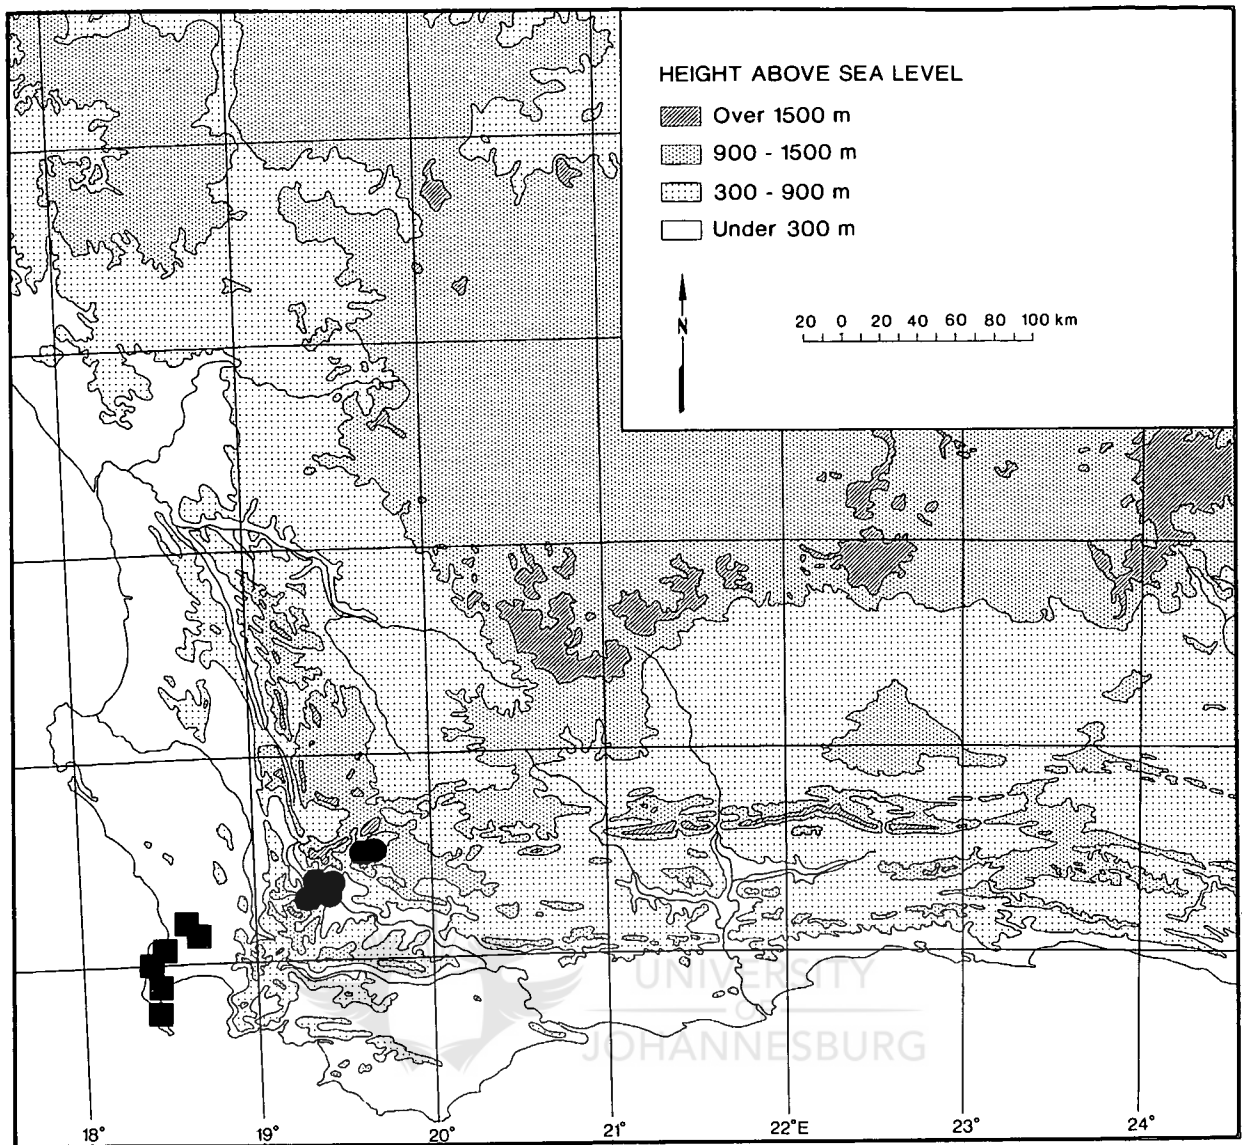 HEIGHT ABOVE SEA LEVEL
Over 1500 m
900 - 1500 m
300 - 900 m
Under 300 m
N
20 0 20 40 60 80 100 km
UNIVERSITY
OF
JOHANNESBURG
18° 19° 20° 21° 22°E 23° 24°